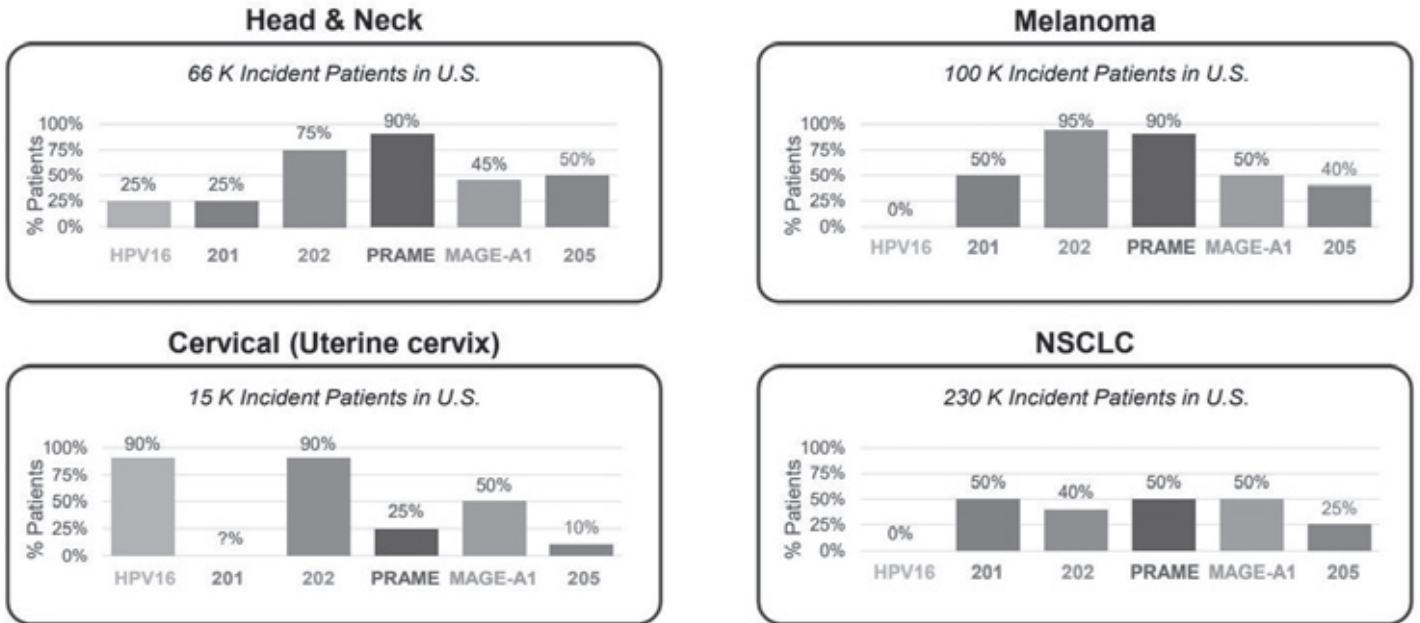 Head & Neck
66 K Incident Patients in U.S.
% Patients
100%
75%
50%
25%
0%
25%
25%
75%
90%
45%
50%
HPV16 201 202 PRAME MAGE-A1 205
Melanoma
100 K Incident Patients in U.S.
% Patients
100%
75%
50%
25%
0%
0%
50%
95%
90%
50%
40%
HPV16 201 202 PRAME MAGE-A1 205
Cervical (Uterine cervix)
15 K Incident Patients in U.S.
% Patients
100%
75%
50%
25%
0%
90%
?%
90%
25%
50%
10%
HPV16 201 202 PRAME MAGE-A1 205
NSCLC
230 K Incident Patients in U.S.
% Patients
100%
75%
50%
25%
0%
0%
50%
40%
50%
50%
25%
HPV16 201 202 PRAME MAGE-A1 205